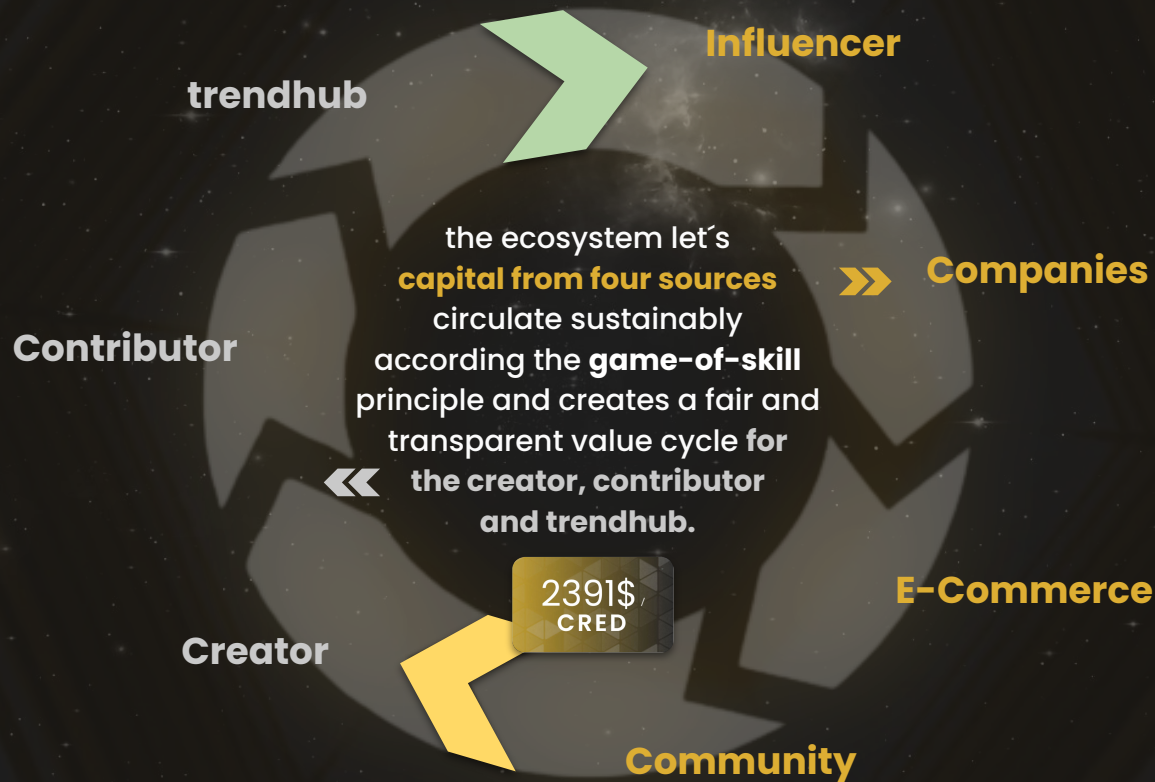 Influencer
trendhub
the ecosystem let´s
capital from four sources
Companies
circulate sustainably
Contributor
according the game-of-skill
principle and creates a fair and
transparent value cycle for
the creator, contributor
and trendhub.
2391$ /
CRED
E-Commerce
Creator
Community